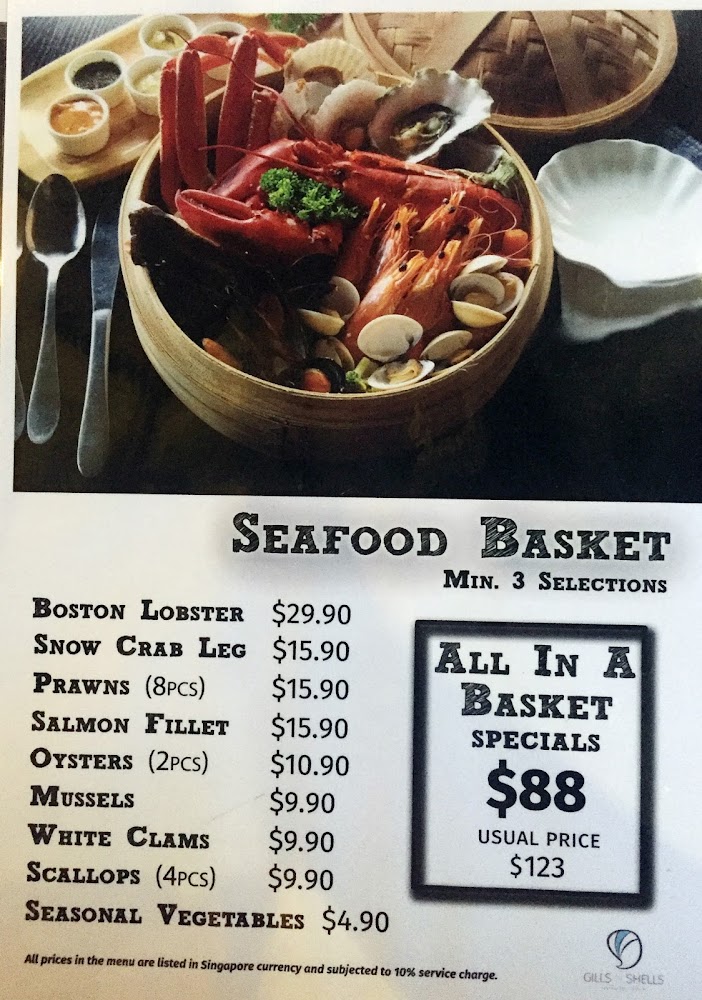 SEAFOOD BASKET
MIN. 3 SELECTIONS
BOSTON LOBSTER $29.90
SNOW CRAB LEG $15.90
PRAWNS (8PCS) $15.90
SALMON FILLET $15.90
OYSTERS (2PCS) $10.90
MUSSELS $9.90
WHITE CLAMS $9.90
SCALLOPS (4PCS) $9.90
SEASONAL VEGETABLES $4.90
ALL IN A
BASKET
SPECIALS
$88
USUAL PRICE
$123
All prices in the menu are listed in Singapore currency and subjected to 10% service charge.
GILLS SHELLS